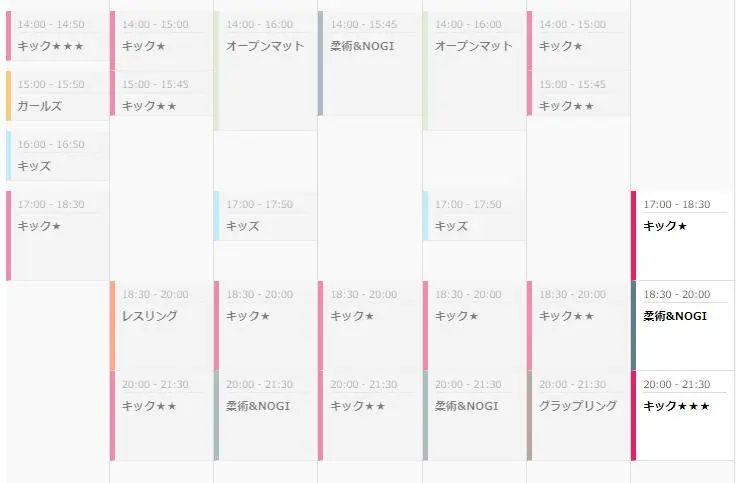 14:00 - 14:50
キック★★★
15:00 - 15:50
ガールズ
16:00 - 16:50
キッズ
17:00 - 18:30
キック★
14:00 - 15:00
キック★
15:00 - 15:45
キック★★
18:30 - 20:00
レスリング
20:00 - 21:30
キック★★
14:00 - 16:00
オープンマット
17:00 - 17:50
キッズ
18:30 - 20:00
キック★
20:00 - 21:30
柔術&NOGI
14:00 - 15:45
柔術&NOGI
18:30 - 20:00
キック★
20:00 - 21:30
キック★★
14:00 - 16:00
オープンマット
17:00 - 17:50
キッズ
18:30 - 20:00
キック★
20:00 - 21:30
柔術&NOGI
14:00 - 15:00
キック★
15:00 - 15:45
キック★★
18:30 - 20:00
キック★★
20:00 - 21:30
グラップリング
17:00 - 18:30
キック★
18:30 - 20:00
柔術&NOGI
20:00 - 21:30
キック★★★